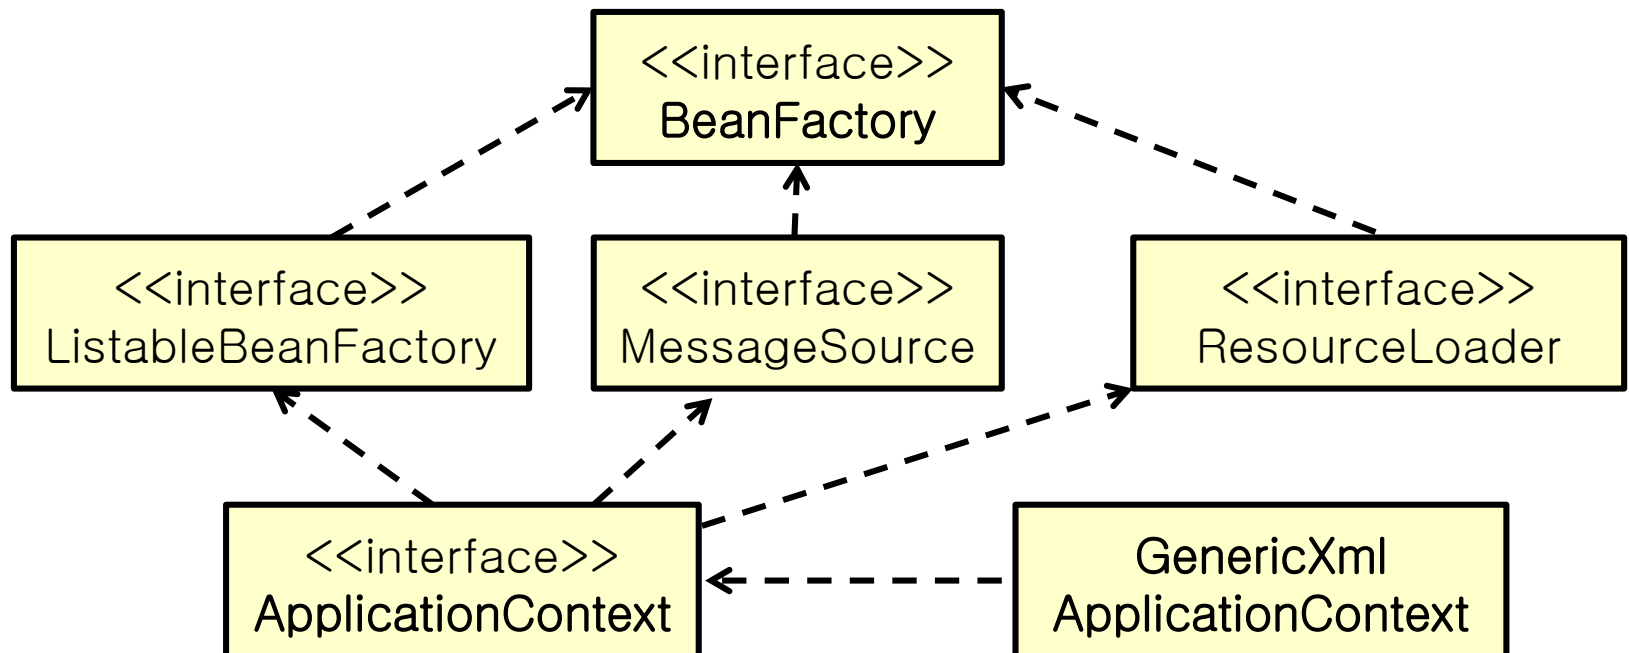 <<interface>>
BeanFactory
<<interface>>
ListableBeanFactory
<<interface>>
MessageSource
<<interface>>
ResourceLoader
<<interface>>
ApplicationContext
GenericXml
ApplicationContext